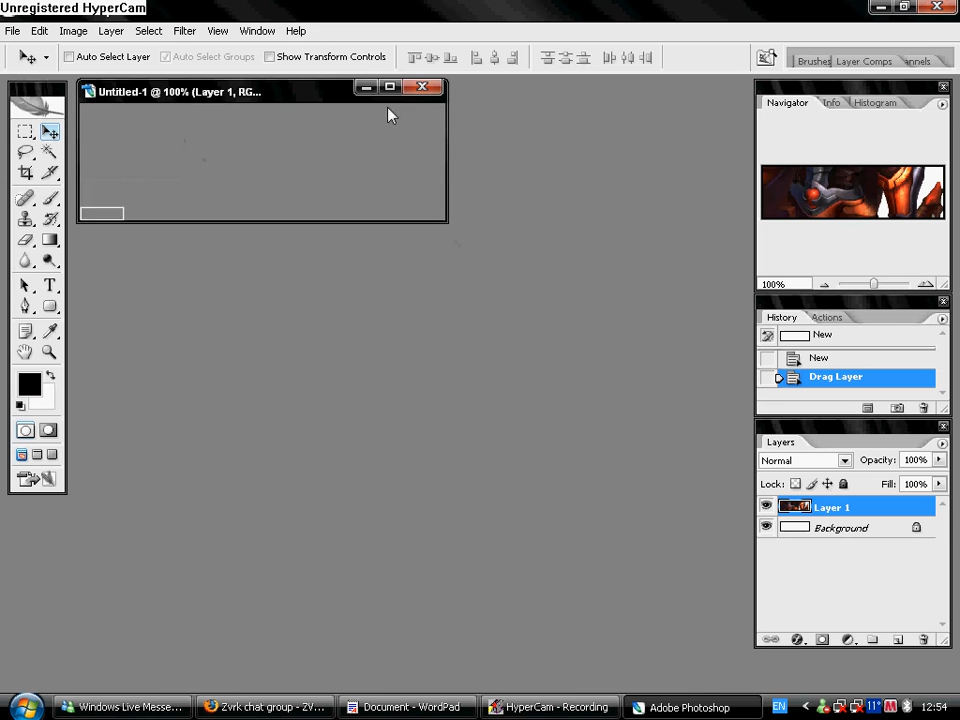 Unregistered HyperCam
File Edit Image Layer Select Filter View Window Help
Auto Select Layer Auto Select Groups Show Transform Controls
Brushes Layer Comps annels
Untitled-1 @ 100% (Layer 1, RG...
Navigator Info Histogram
100%
History Actions
New
New
Drag Layer
Layers
Normal Opacity: 100%
Lock: Fill: 100%
Layer 1
Background
T
Windows Live Messe... Zvrk chat group - ZV... Document - WordPad HyperCam - Recording Adobe Photoshop EN 11° 12:54